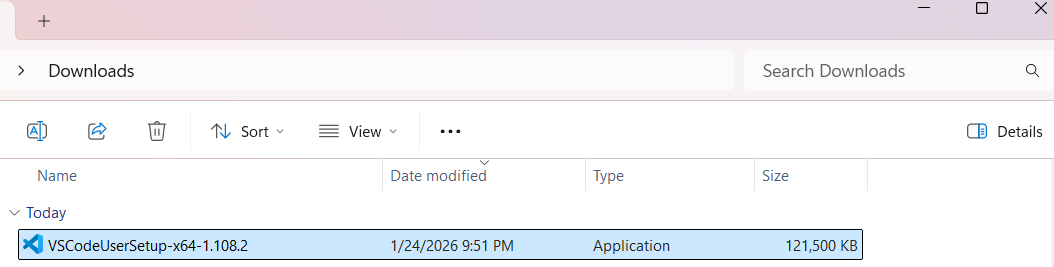 Downloads
Search Downloads
Sort
View
Details
Name Date modified Type Size
Today
VSCodeUserSetup-x64-1.108.2 1/24/2026 9:51 PM Application 121,500 KB